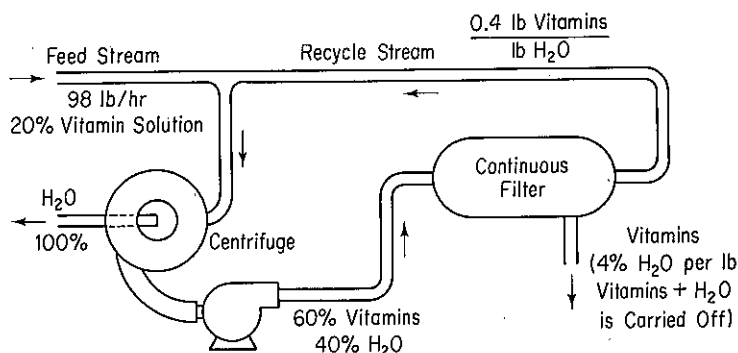 Feed Stream
98 lb/hr
20% Vitamin Solution
Recycle Stream
0.4 lb Vitamins
lb H₂O
H₂O
100%
Centrifuge
Continuous
Filter
60% Vitamins
40% H₂O
Vitamins
(4% H₂O per lb
Vitamins + H₂O
is Carried Off)